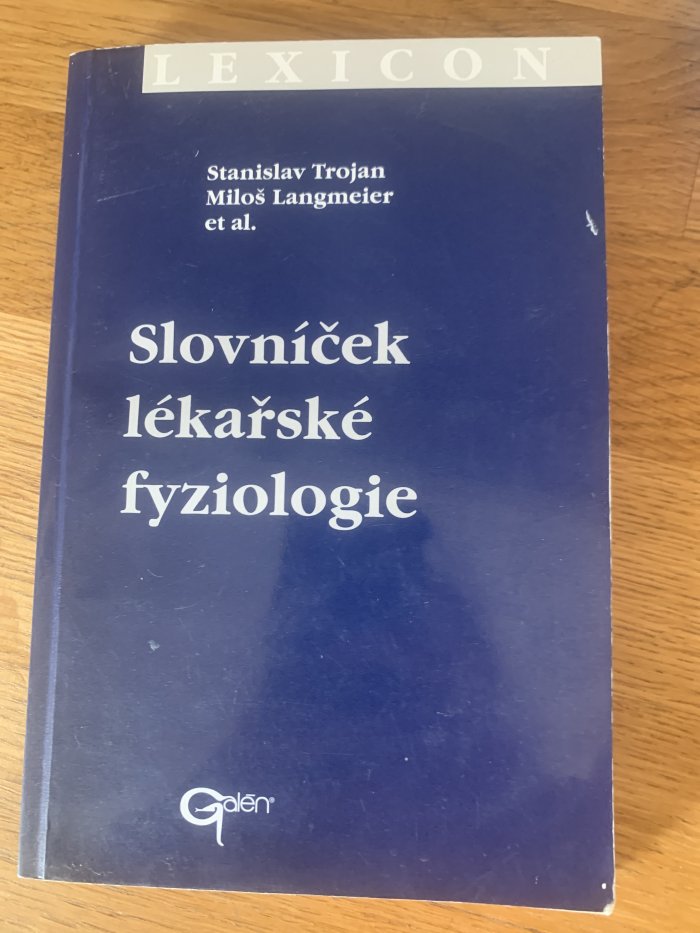 LEXICON
Stanislav Trojan
Miloš Langmeier
et al.
Slovníček
lékařské
fyziologie
Galén®